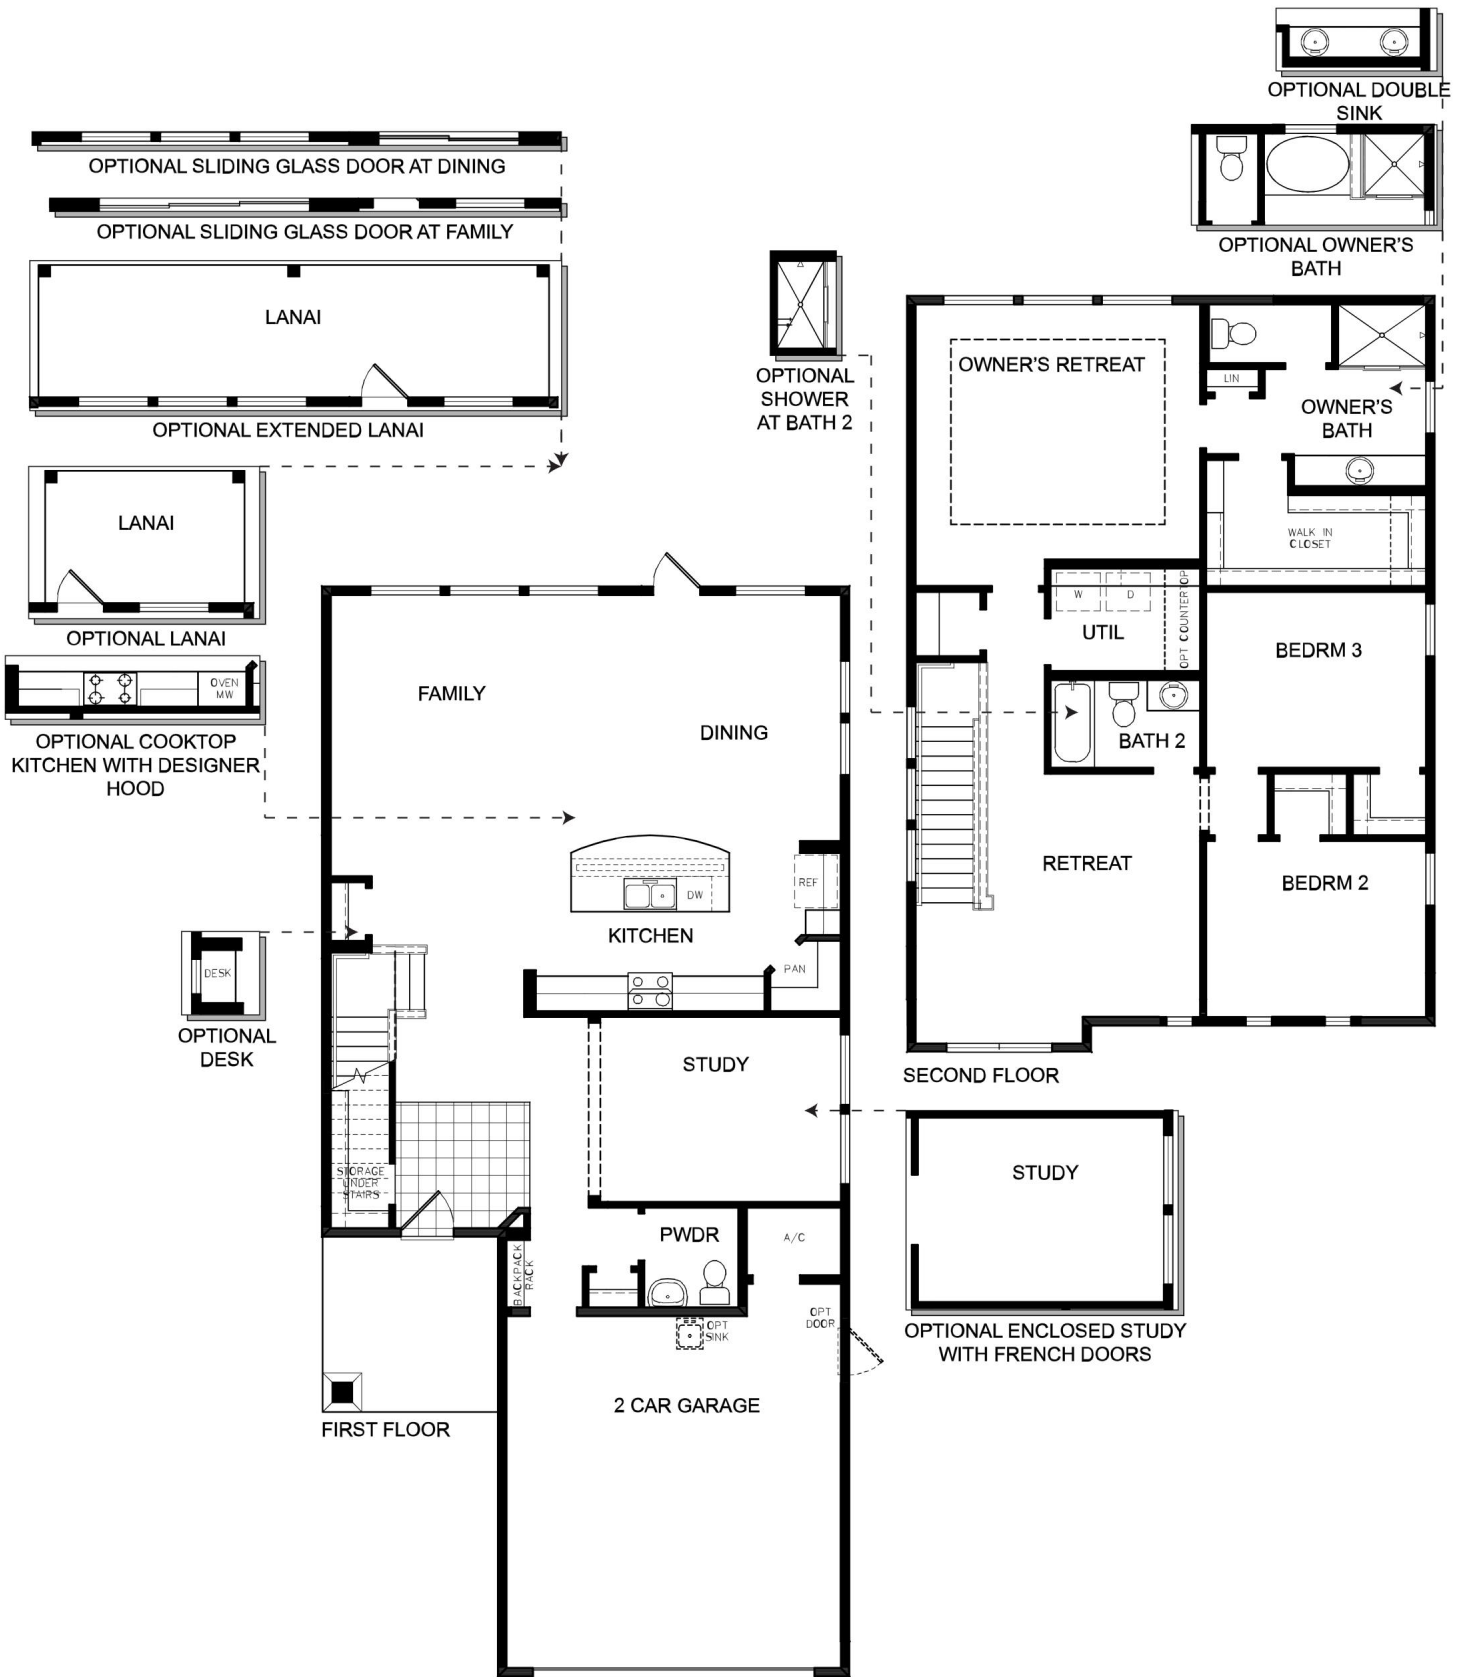 OPTIONAL DOUBLE
SINK
OPTIONAL SLIDING GLASS DOOR AT DINING
OPTIONAL SLIDING GLASS DOOR AT FAMILY
OPTIONAL OWNER'S
BATH
LANAI
OPTIONAL EXTENDED LANAI
OPTIONAL
SHOWER
AT BATH 2
LANAI
OPTIONAL LANAI
OVEN
MW
OPTIONAL COOKTOP
KITCHEN WITH DESIGNER
HOOD
DESK
OPTIONAL
DESK
FAMILY
DINING
REF
DW
KITCHEN
PAN
STUDY
STORAGE
UNDER
STAIRS
BACKPACK
RACK
PWDR
A/C
OPT
SINK
OPT
DOOR
2 CAR GARAGE
FIRST FLOOR
OWNER'S RETREAT
LIN
OWNER'S
BATH
WALK IN
CLOSET
W
D
UTIL
OPT COUNTERTOP
BEDRM 3
BATH 2
RETREAT
BEDRM 2
SECOND FLOOR
STUDY
OPTIONAL ENCLOSED STUDY
WITH FRENCH DOORS